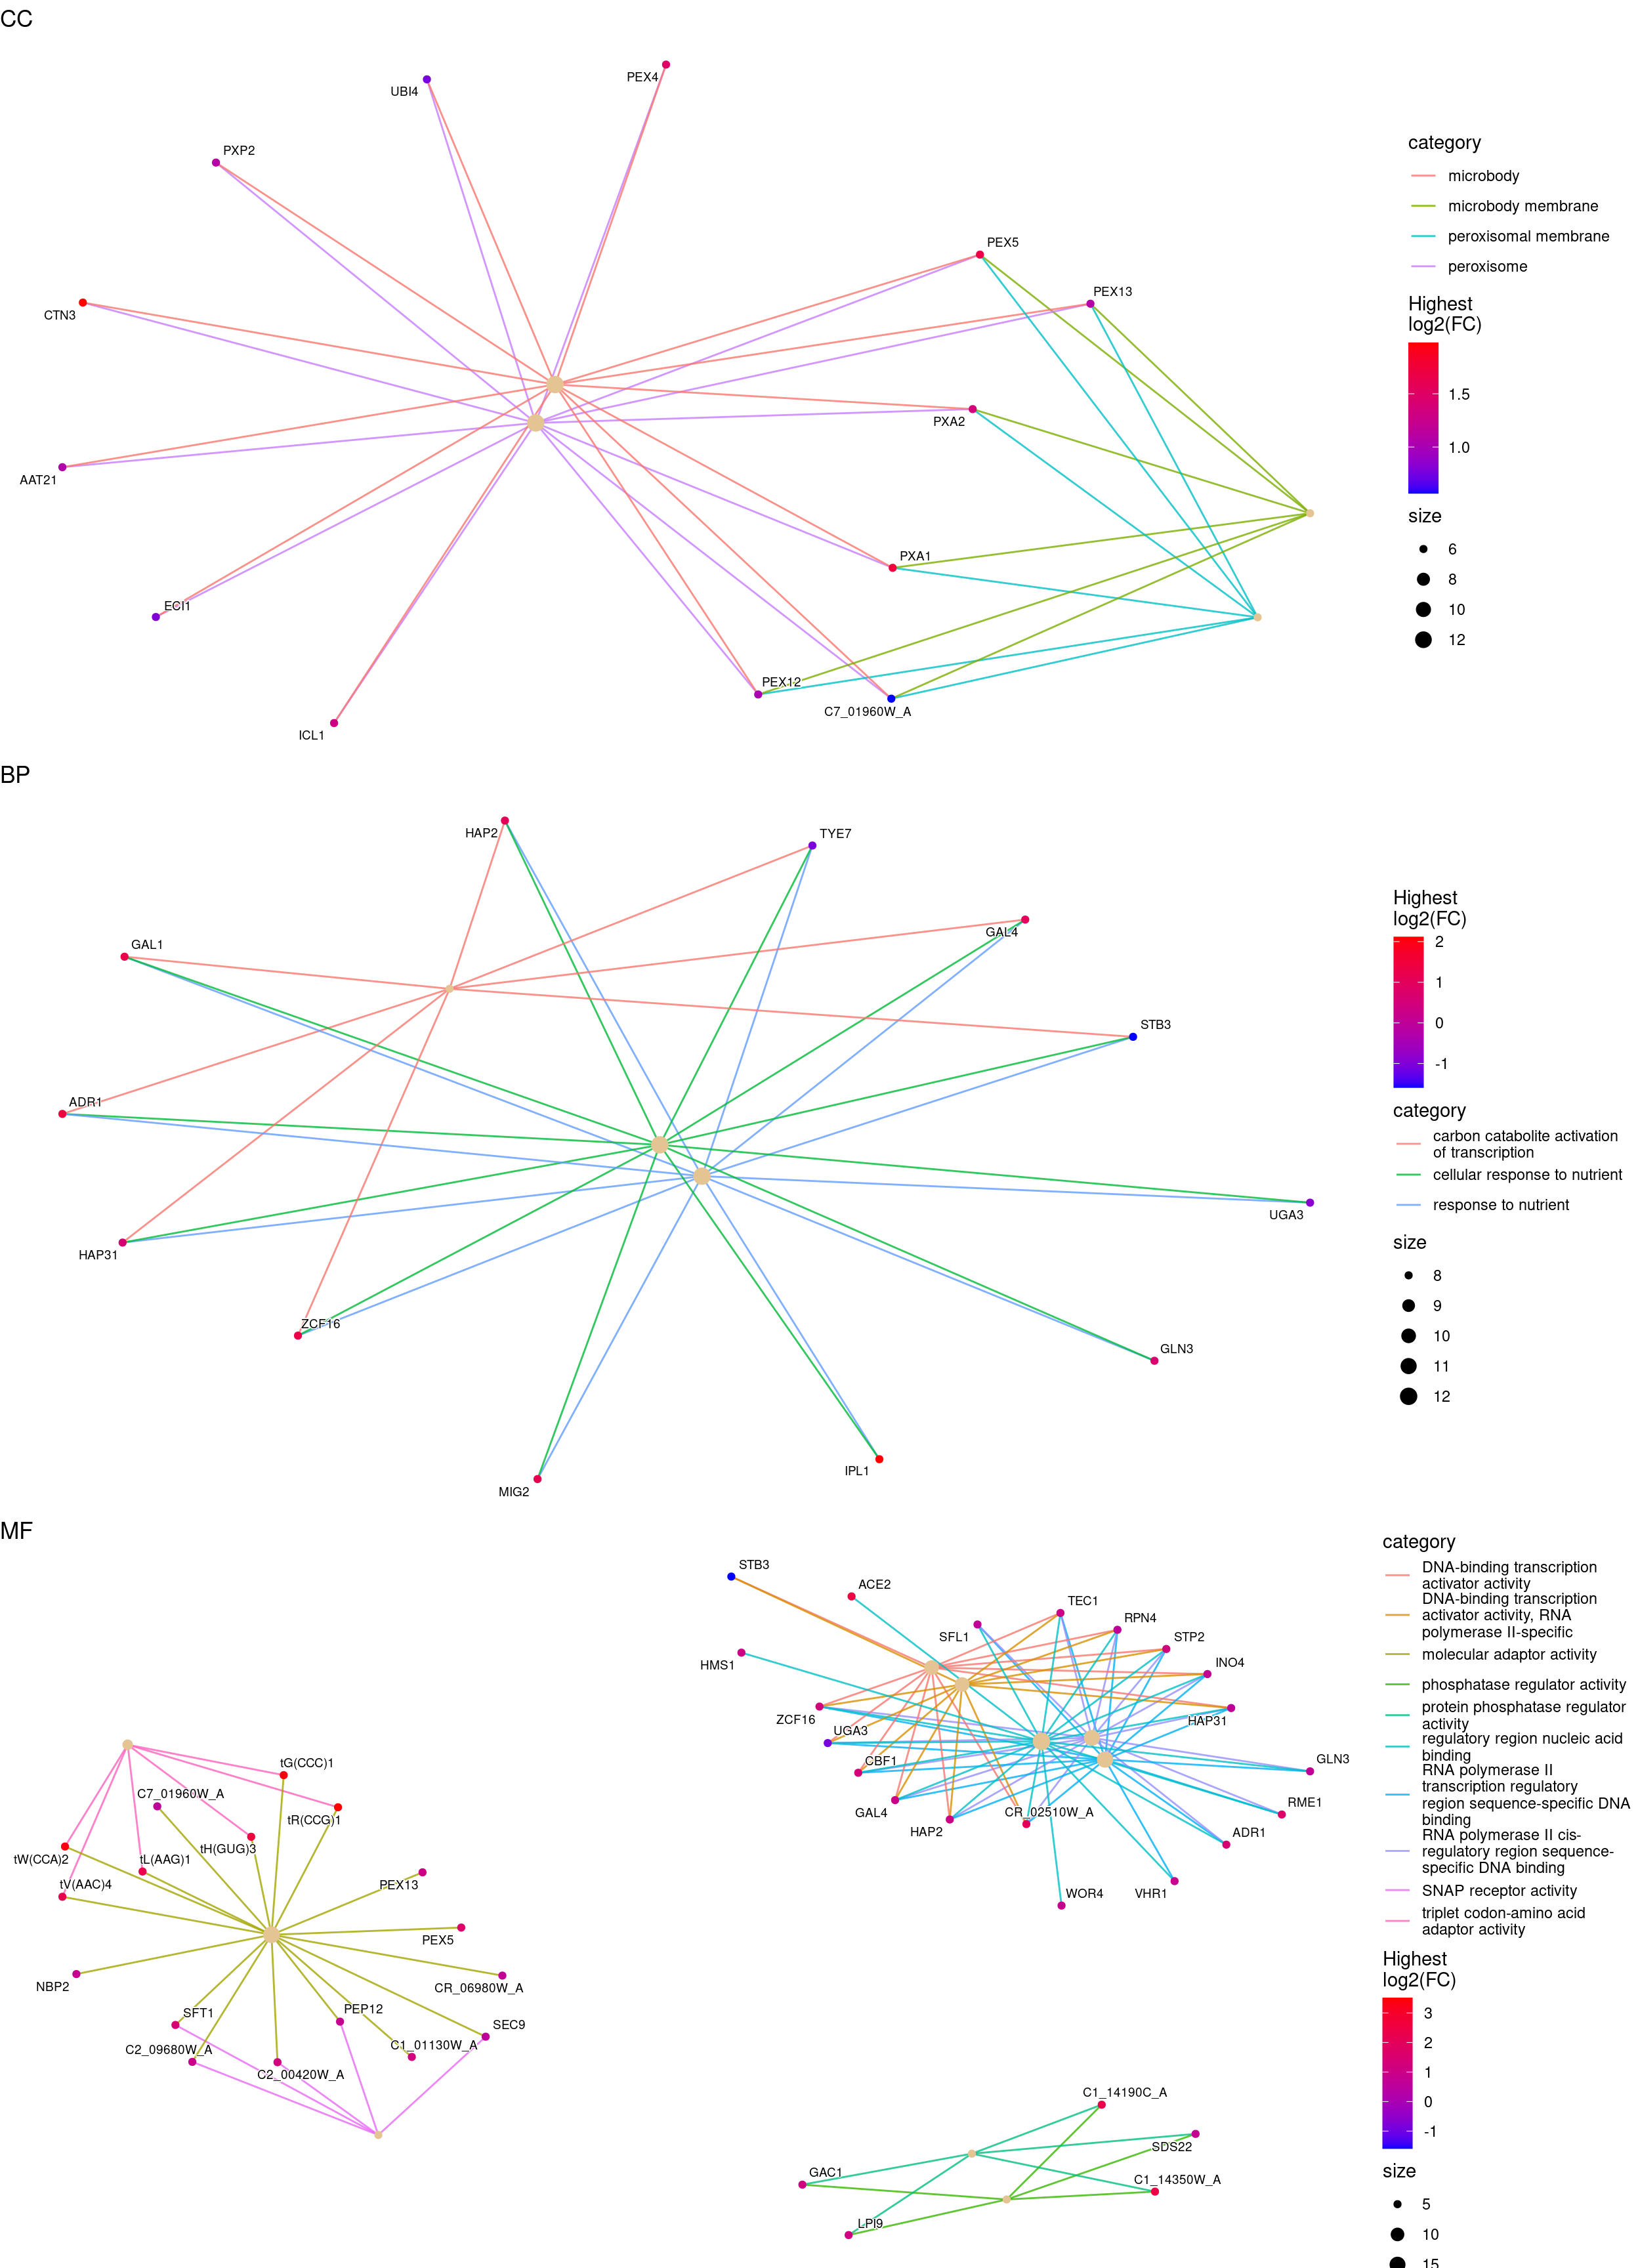 CC
PEX4
UBI4
PXP2
CTN3
AAT21
ECI1
ICL1
PEX5
PEX13
PXA2
PXA1
PEX12
C7_01960W_A
category
microbody
microbody membrane
peroxisomal membrane
peroxisome
Highest
log2(FC)
1.5
1.0
size
6
8
10
12
BP
HAP2
TYE7
GAL4
GAL1
STB3
ADR1
UGA3
HAP31
ZCF16
GLN3
IPL1
MIG2
Highest
log2(FC)
2
1
0
-1
category
carbon catabolite activation
of transcription
cellular response to nutrient
response to nutrient
size
8
9
10
11
12
MF
STB3
ACE2
TEC1
RPN4
SFL1
STP2
HMS1
INO4
ZCF16
HAP31
UGA3
CBF1
GLN3
GAL4
CR_02510W_A
RME1
HAP2
ADR1
WOR4
VHR1
tG(CCC)1
C7_01960W_A
tR(CCG)1
tH(GUG)3
tW(CCA)2
tL(AAG)1
tV(AAC)4
PEX13
PEX5
NBP2
CR_06980W_A
SFT1
PEP12
SEC9
C2_09680W_A
C1_01130W_A
C2_00420W_A
C1_14190C_A
SDS22
GAC1
C1_14350W_A
LPI9
category
DNA-binding transcription
activator activity
DNA-binding transcription
activator activity, RNA
polymerase II-specific
molecular adaptor activity
phosphatase regulator activity
protein phosphatase regulator
activity
regulatory region nucleic acid
binding
RNA polymerase II
transcription regulatory
region sequence-specific DNA
binding
RNA polymerase II cis-
regulatory region sequence-
specific DNA binding
SNAP receptor activity
triplet codon-amino acid
adaptor activity
Highest
log2(FC)
3
2
1
0
-1
size
5
10
15